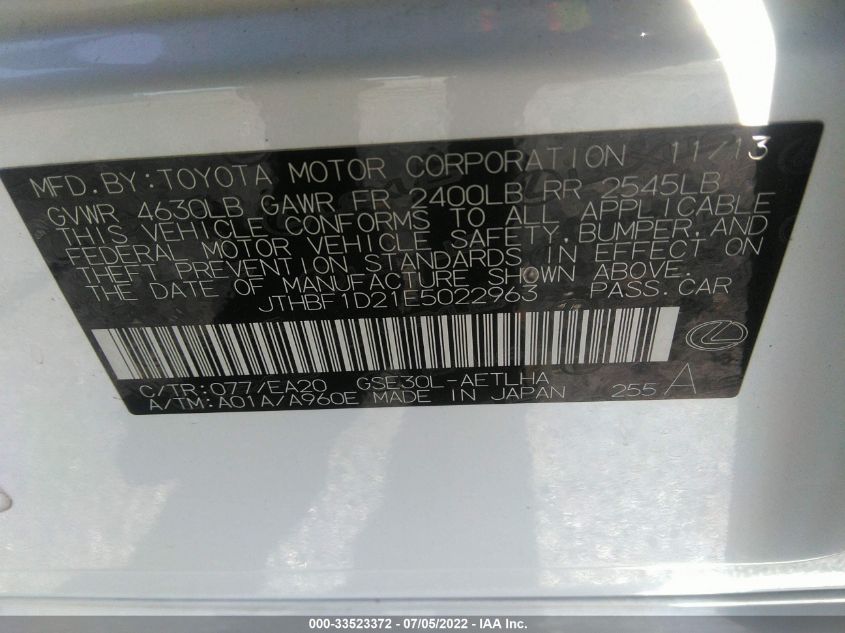 MFD.BY:TOYOTA MOTOR CORPORATION 11/13
GVWR 4630LB GAWR FR 2400LB RR 2545LB
THIS VEHICLE CONFORMS TO ALL APPLICABLE
FEDERAL MOTOR VEHICLE SAFETY,BUMPER,AND
THEFT PREVENTION STANDARDS IN EFFECT ON
THE DATE OF MANUFACTURE SHOWN ABOVE.
JTHBF1D21E5022963 PASS.CAR
C/TR:077/EA20 GSE30L-AETLHA
A/TM:A01A/A960E MADE IN JAPAN 255 A
000-33523372 - 07/05/2022 - IAA Inc.